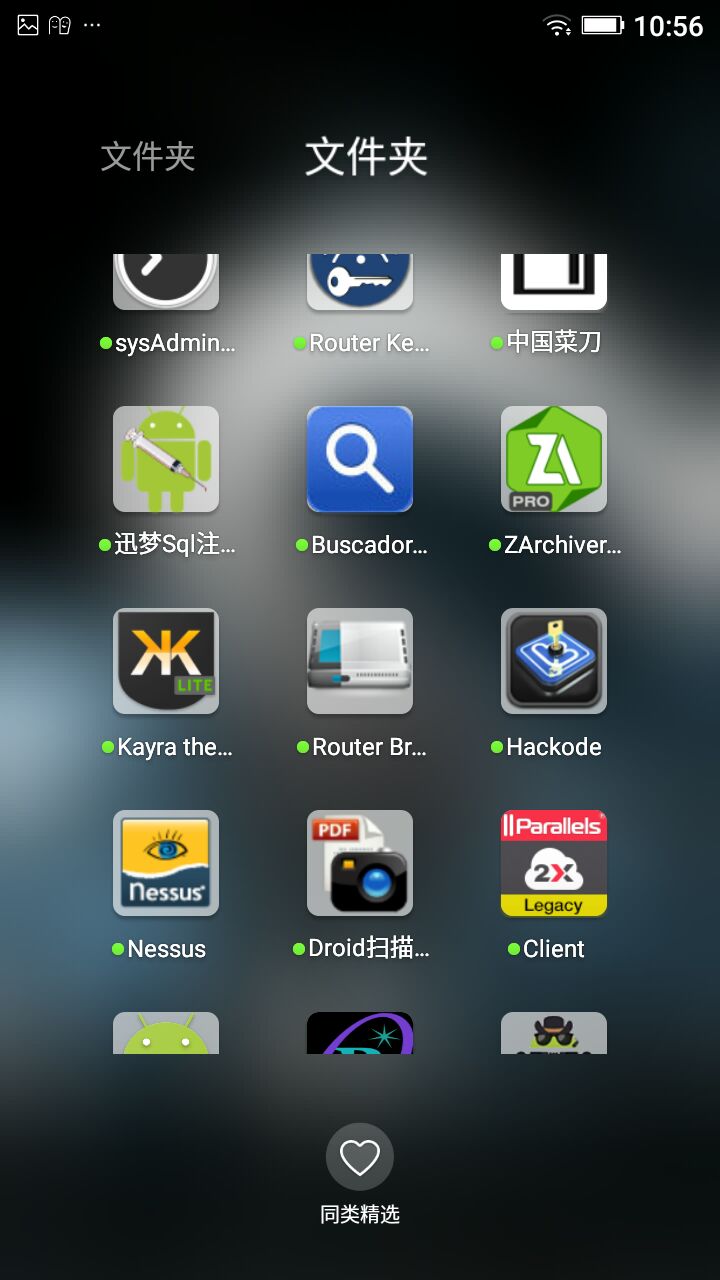 10:56
文件夹 文件夹
sysAdmin... Router Ke... 中国菜刀
PRO
迅梦Sql注... Buscador... ZArchiver...
LITE
Kayra the... Router Br... Hackode
PDF Parallels
2X
Nessus Legacy
Nessus Droid扫描... Client
同类精选